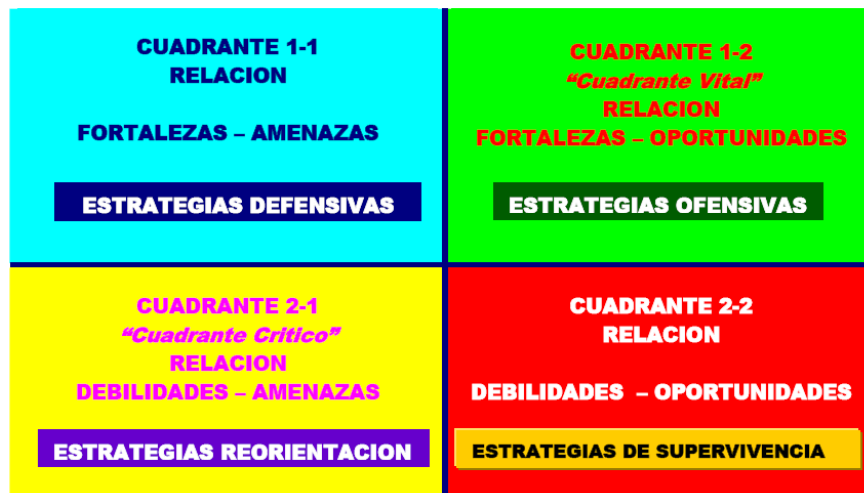 CUADRANTE 1-1
RELACION
FORTALEZAS – AMENAZAS
ESTRATEGIAS DEFENSIVAS
CUADRANTE 1-2
“Cuadrante Vital”
RELACION
FORTALEZAS – OPORTUNIDADES
ESTRATEGIAS OFENSIVAS
CUADRANTE 2-1
“Cuadrante Critico”
RELACION
DEBILIDADES – AMENAZAS
ESTRATEGIAS REORIENTACION
CUADRANTE 2-2
RELACION
DEBILIDADES – OPORTUNIDADES
ESTRATEGIAS DE SUPERVIVENCIA